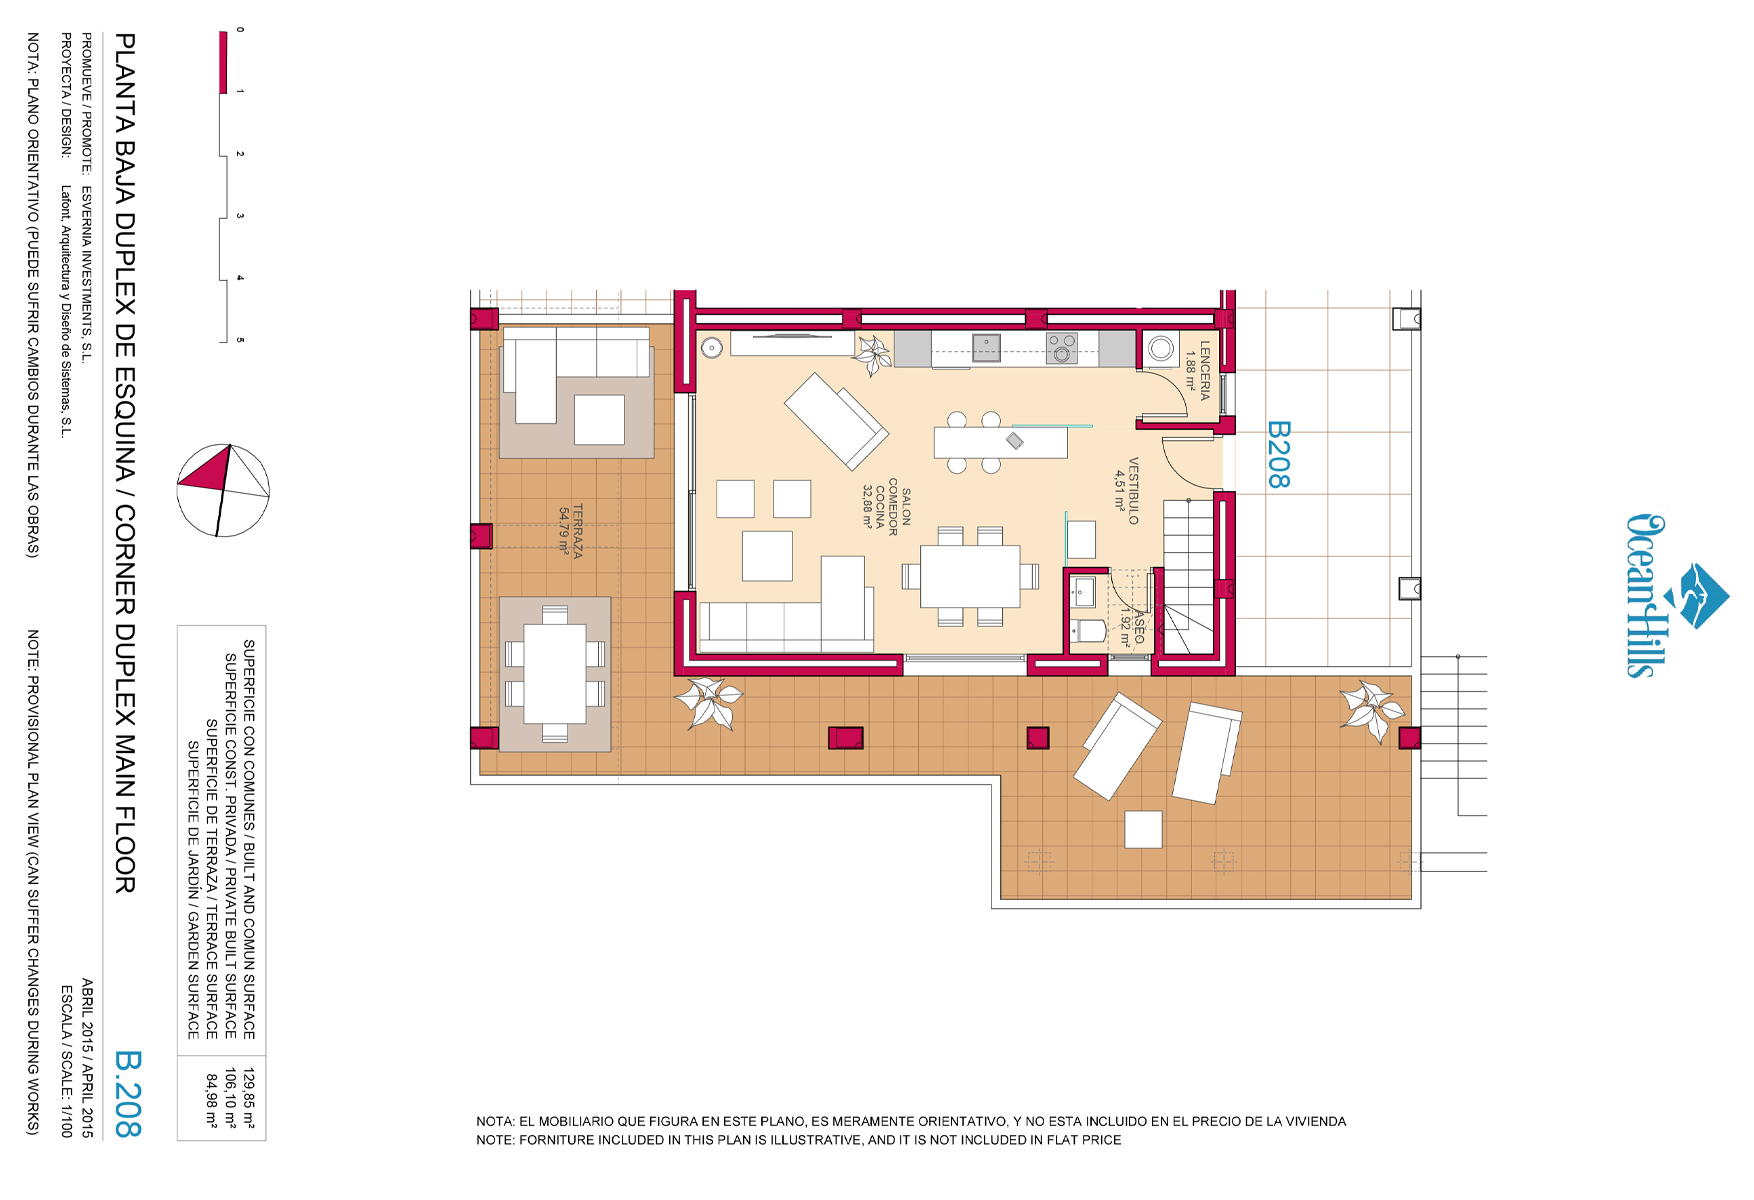 PLANTA BAJA DUPLEX DE ESQUINA / CORNER DUPLEX MAIN FLOOR
B.208
PROMUEVE / PROMOTE: ESVERNIA INVESTMENTS, S.L.
ABRIL 2015 / APRIL 2015
PROYECTA / DESIGN: Lafont, Arquitectura y Diseño de Sistemas, S.L.
ESCALA / SCALE: 1/100
NOTA: PLANO ORIENTATIVO (PUEDE SUFRIR CAMBIOS DURANTE LAS OBRAS)
NOTE: PROVISIONAL PLAN VIEW (CAN SUFFER CHANGES DURING WORKS)
0 1 2 3 4 5
SUPERFICIE CON COMUNES / BUILT AND COMUN SURFACE 129,85 m²
SUPERFICIE CONST. PRIVADA / PRIVATE BUILT SURFACE 106,10 m²
SUPERFICIE DE TERRAZA / TERRACE SURFACE 84,98 m²
SUPERFICIE DE JARDÍN / GARDEN SURFACE
TERRAZA
54.79 m²
SALON
COMEDOR
COCINA
32,88 m²
VESTIBULO
4,51 m²
LENCERIA
1.88 m²
ASEO
1.92 m²
B208
Ocean Hills
NOTA: EL MOBILIARIO QUE FIGURA EN ESTE PLANO, ES MERAMENTE ORIENTATIVO, Y NO ESTA INCLUIDO EN EL PRECIO DE LA VIVIENDA
NOTE: FORNITURE INCLUDED IN THIS PLAN IS ILLUSTRATIVE, AND IT IS NOT INCLUDED IN FLAT PRICE